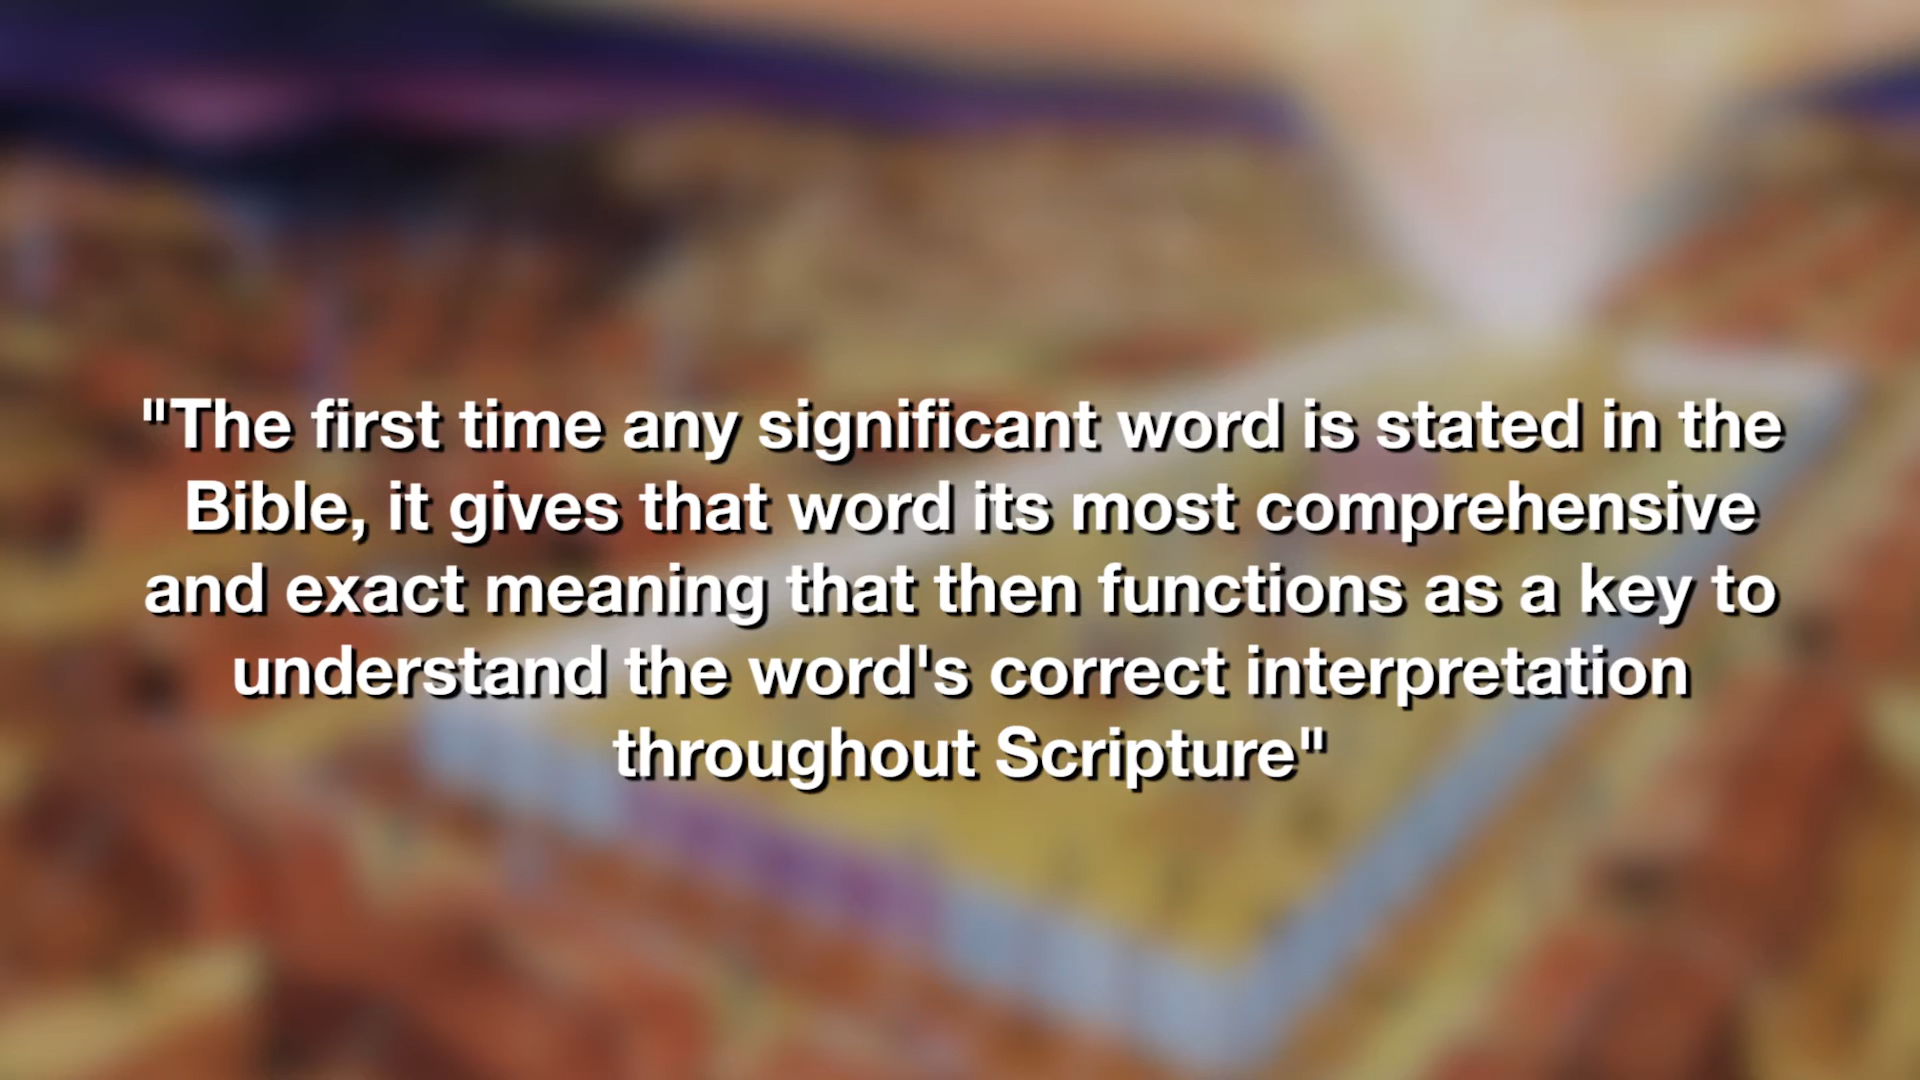 "The first time any significant word is stated in the
Bible, it gives that word its most comprehensive
and exact meaning that then functions as a key to
understand the word's correct interpretation
throughout Scripture"